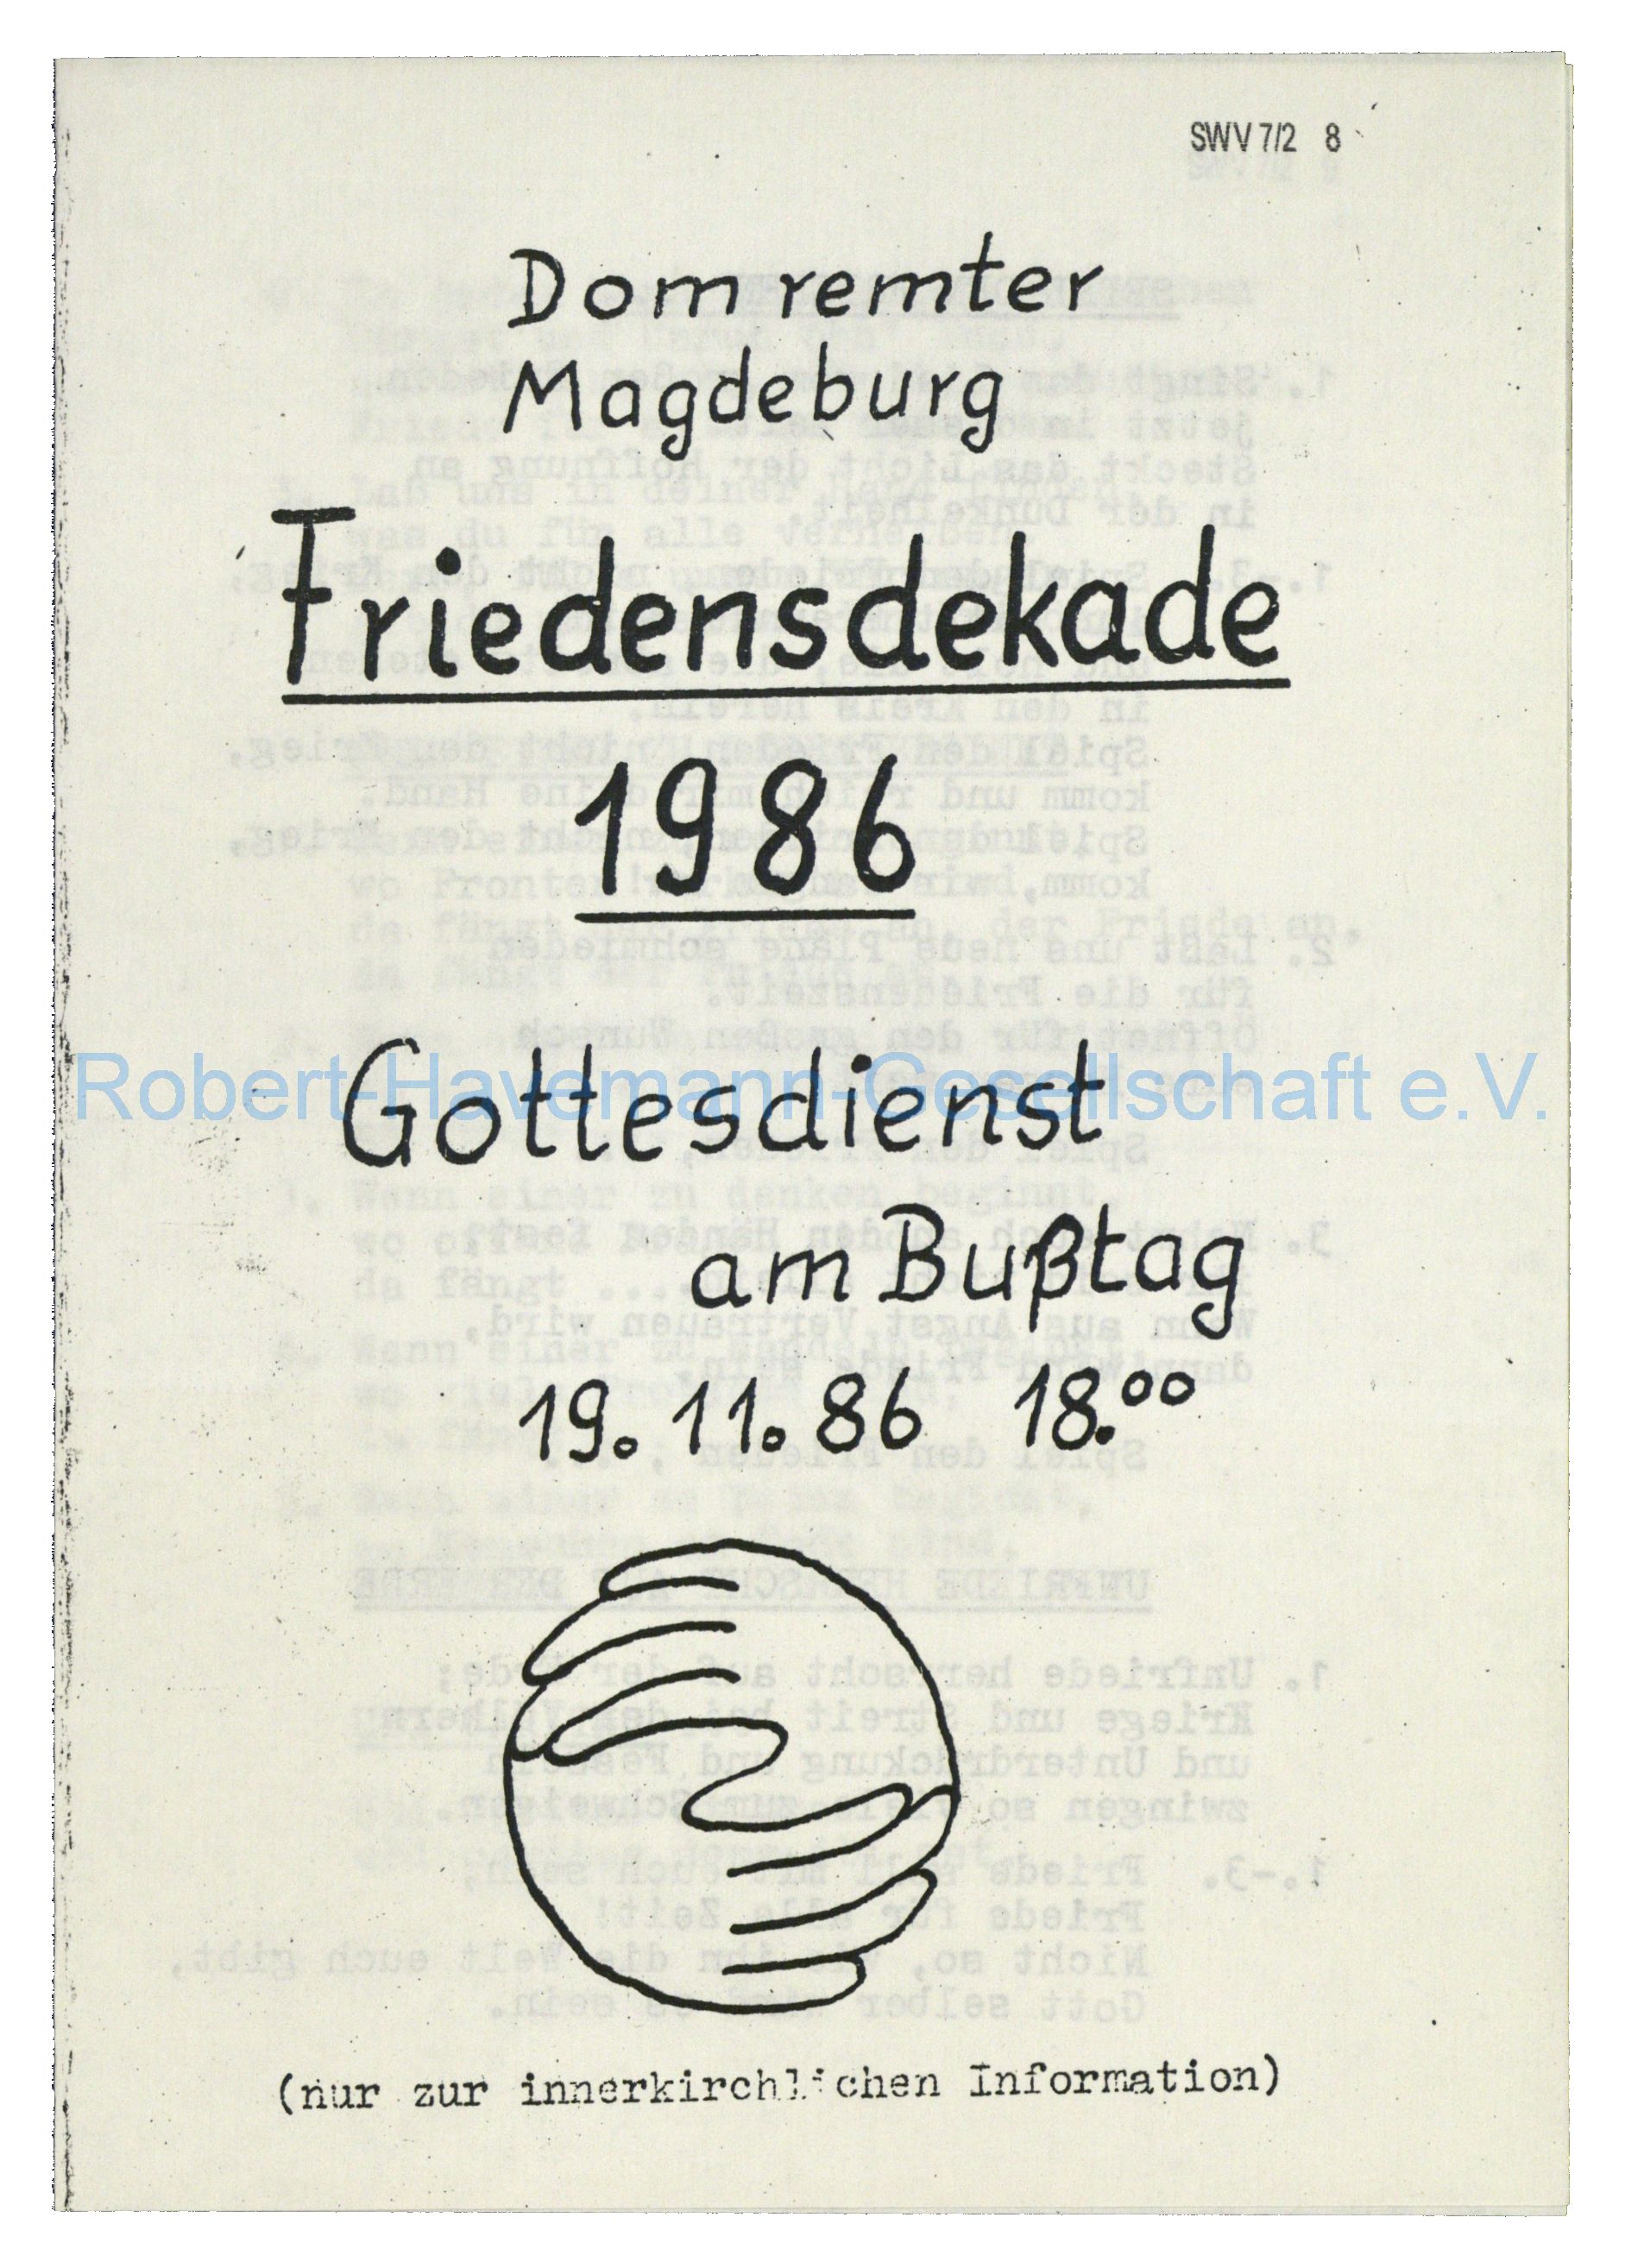 SWV 7/2 8
Domremter
Magdeburg
Friedensdekade
1986
Robert-Havemann-Gesellschaft e.V.
Gottesdienst
am Bußtag
19. 11. 86 18.⁰⁰
(nur zur innerkirchlichen Information)